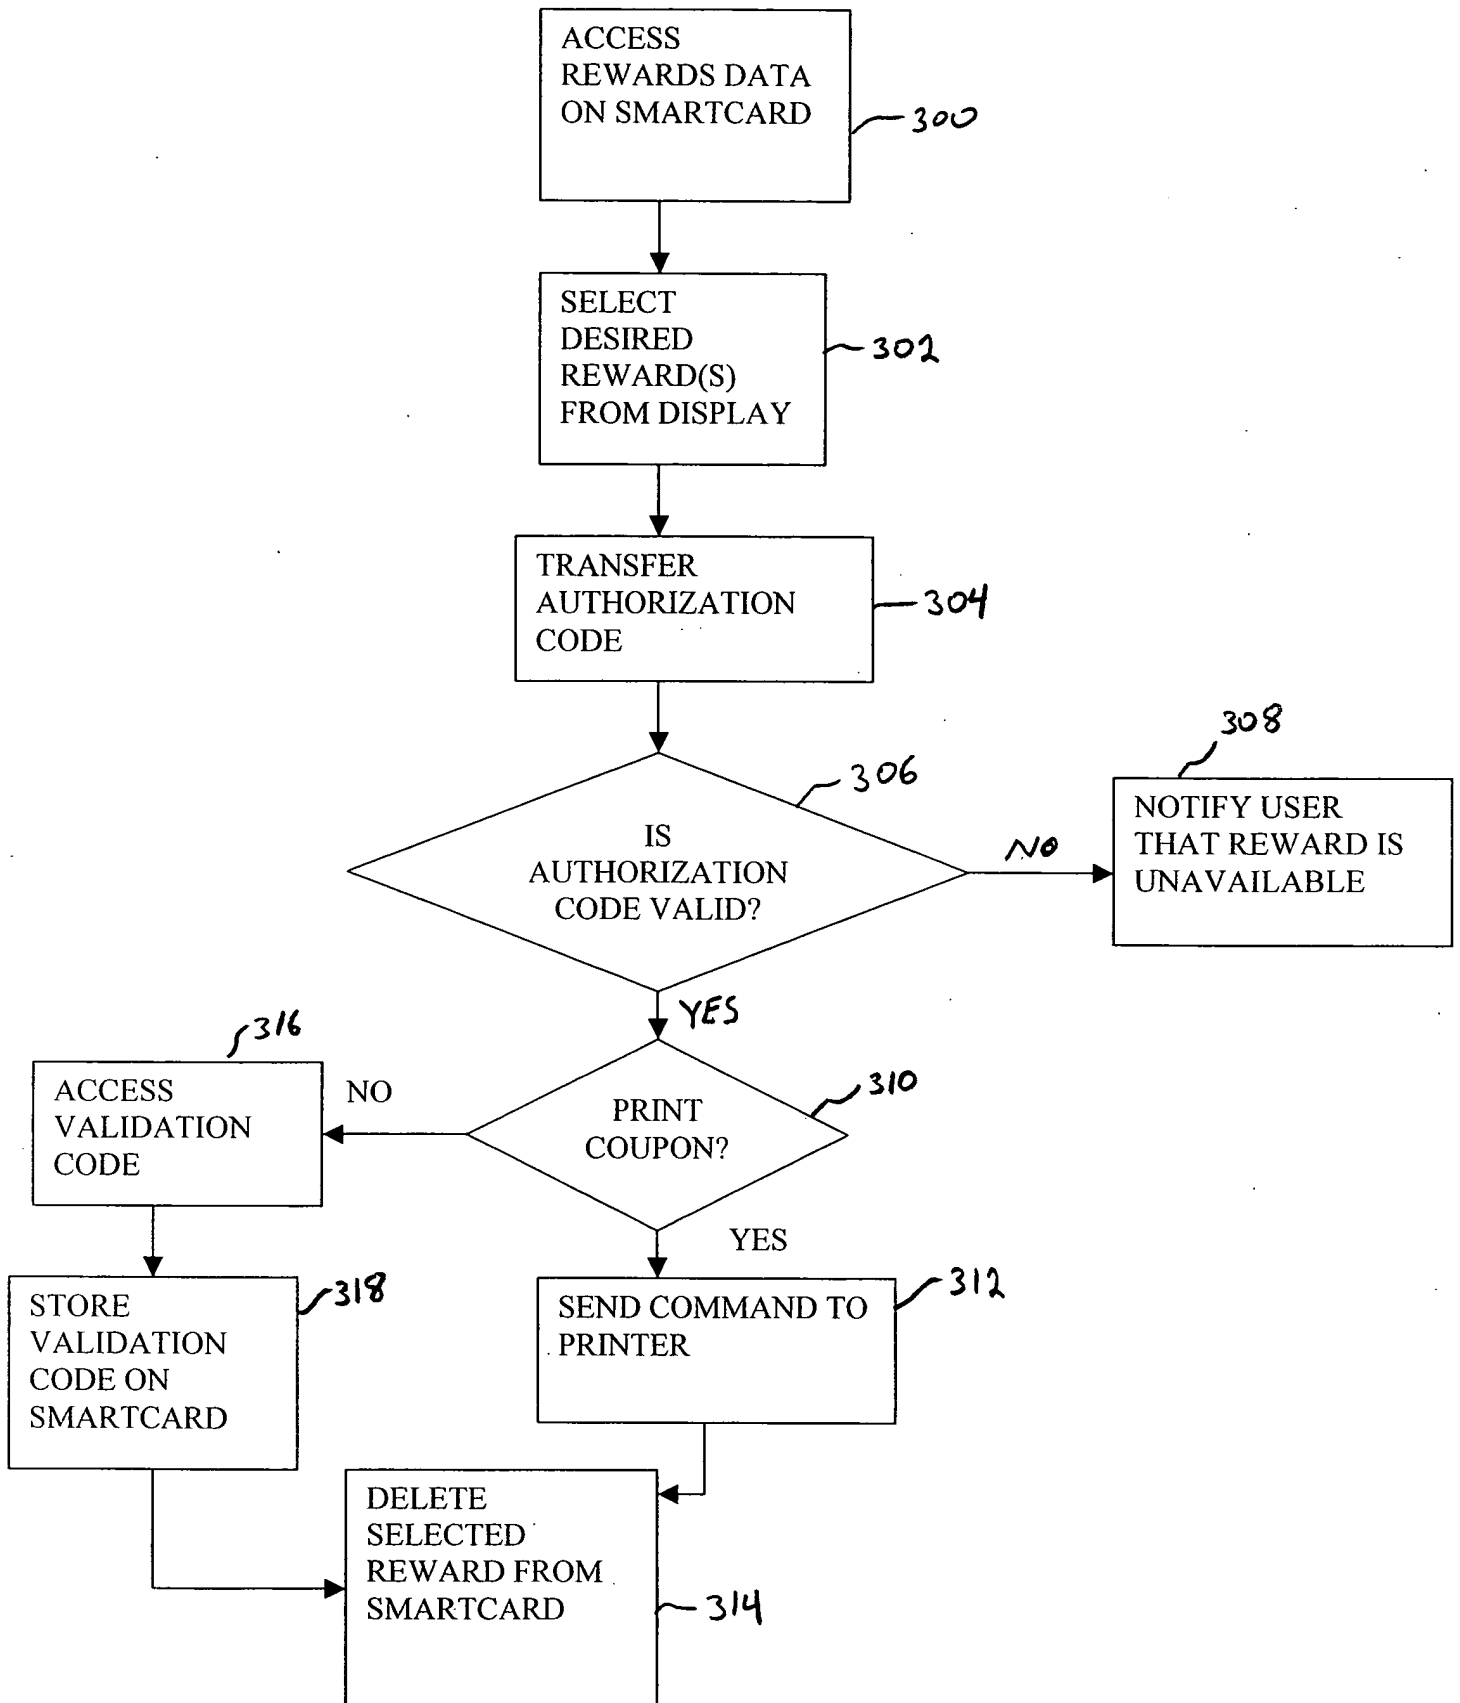 ACCESS
REWARDS DATA
ON SMARTCARD
300
SELECT
DESIRED
REWARD(S)
FROM DISPLAY
302
TRANSFER
AUTHORIZATION
CODE
304
306
IS
AUTHORIZATION
CODE VALID?
NO
308
NOTIFY USER
THAT REWARD IS
UNAVAILABLE
YES
310
PRINT
COUPON?
NO
316
ACCESS
VALIDATION
CODE
YES
318
STORE
VALIDATION
CODE ON
SMARTCARD
312
SEND COMMAND TO
PRINTER
DELETE
SELECTED
REWARD FROM
SMARTCARD
314